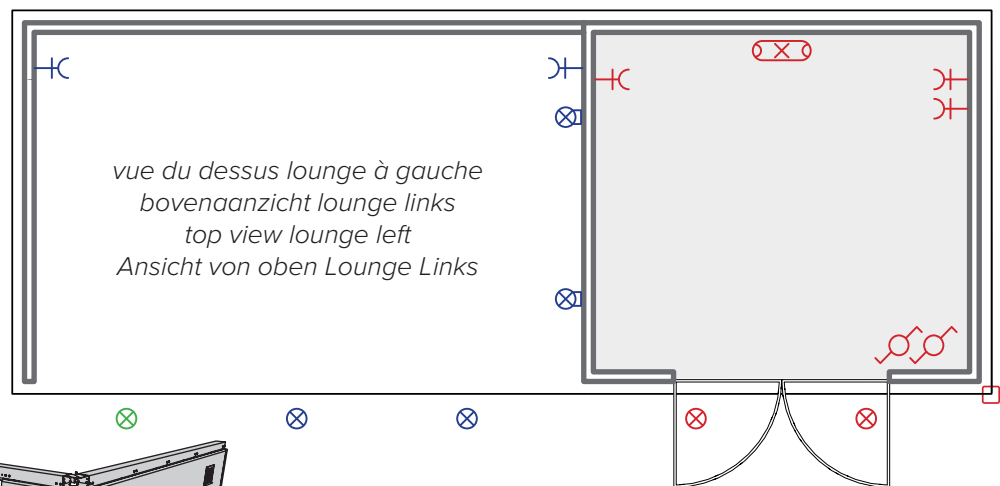 vue du dessus lounge à gauche
bovenaanzicht lounge links
top view lounge left
Ansicht von oben Lounge Links